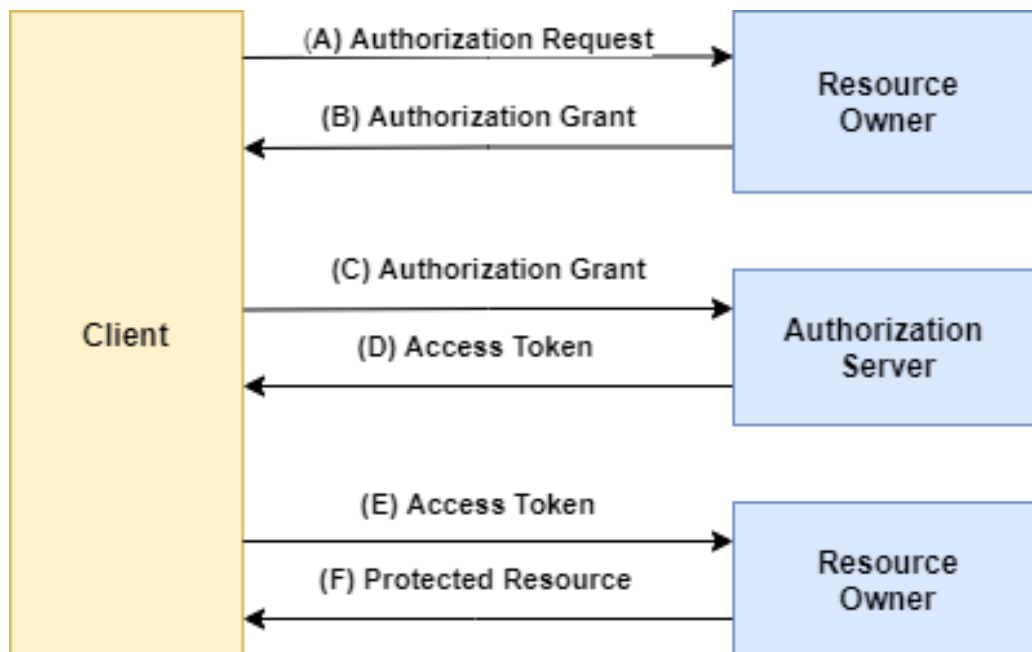 (A) Authorization Request
Resource
Owner
(B) Authorization Grant
(C) Authorization Grant
Client
Authorization
Server
(D) Access Token
(E) Access Token
Resource
Owner
(F) Protected Resource